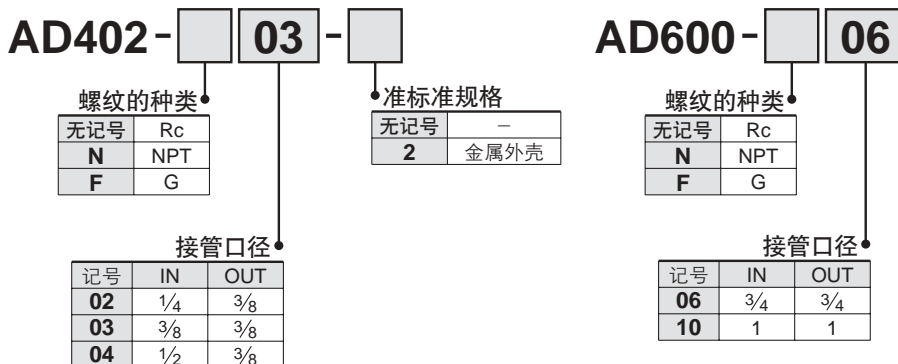 AD402-□ 03 -□
螺纹的种类
无记号 Rc
N NPT
F G
准标准规格
无记号 −
2 金属外壳
接管口径
记号 IN OUT
02 1/4 3/8
03 3/8 3/8
04 1/2 3/8
AD600-□ 06
螺纹的种类
无记号 Rc
N NPT
F G
接管口径
记号 IN OUT
06 3/4 3/4
10 1 1